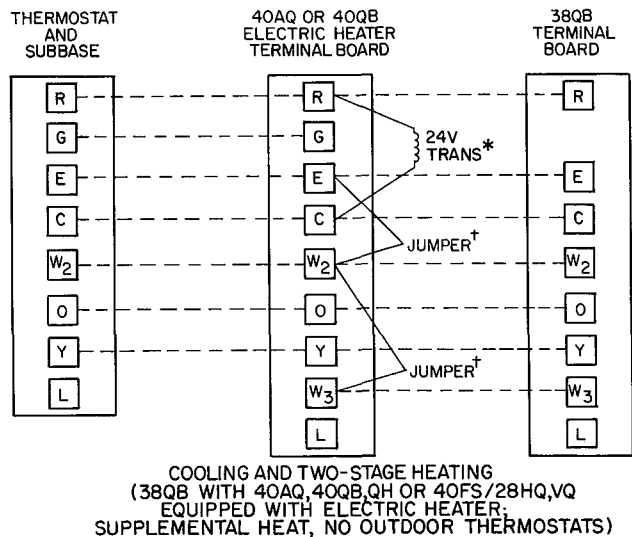 THERMOSTAT
AND
SUBBASE
40AQ OR 40QB
ELECTRIC HEATER
TERMINAL BOARD
38QB
TERMINAL
BOARD
R R R
G G
24V
TRANS*
E E E
C C C
JUMPER†
W2 W2 W2
O O O
Y Y Y
JUMPER†
W3 W3
L L L
COOLING AND TWO-STAGE HEATING
(38QB WITH 40AQ,40QB,QH OR 40FS/28HQ,VQ
EQUIPPED WITH ELECTRIC HEATER;
SUPPLEMENTAL HEAT, NO OUTDOOR THERMOSTATS)